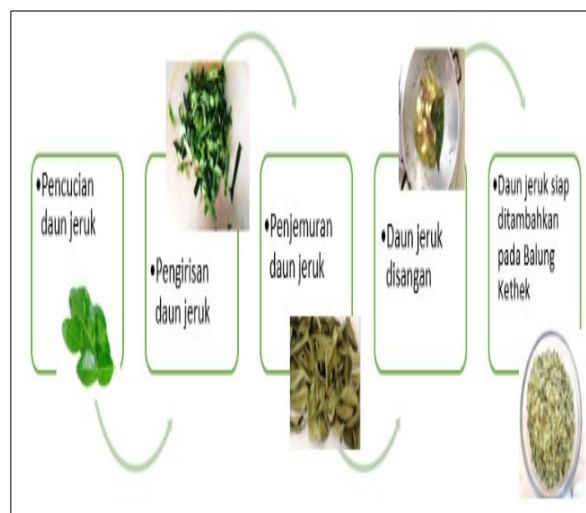 •Pencucian
daun jeruk
•Pengirisan
daun jeruk
•Penjemuran
daun jeruk
•Daun jeruk
disangan
•Daun jeruk siap
ditambahkan
pada Balung
Kethek